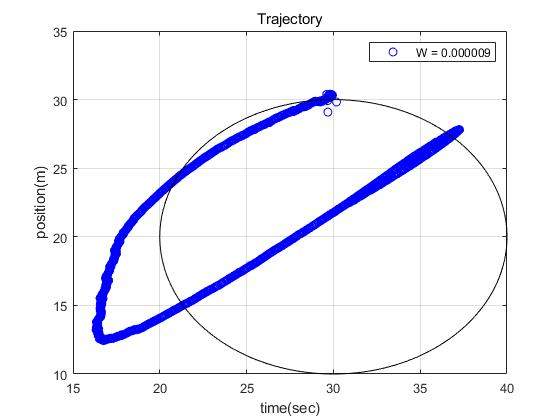 Trajectory
35
W = 0.000009
30
25
position(m)
20
15
10
15 20 25 30 35 40
time(sec)